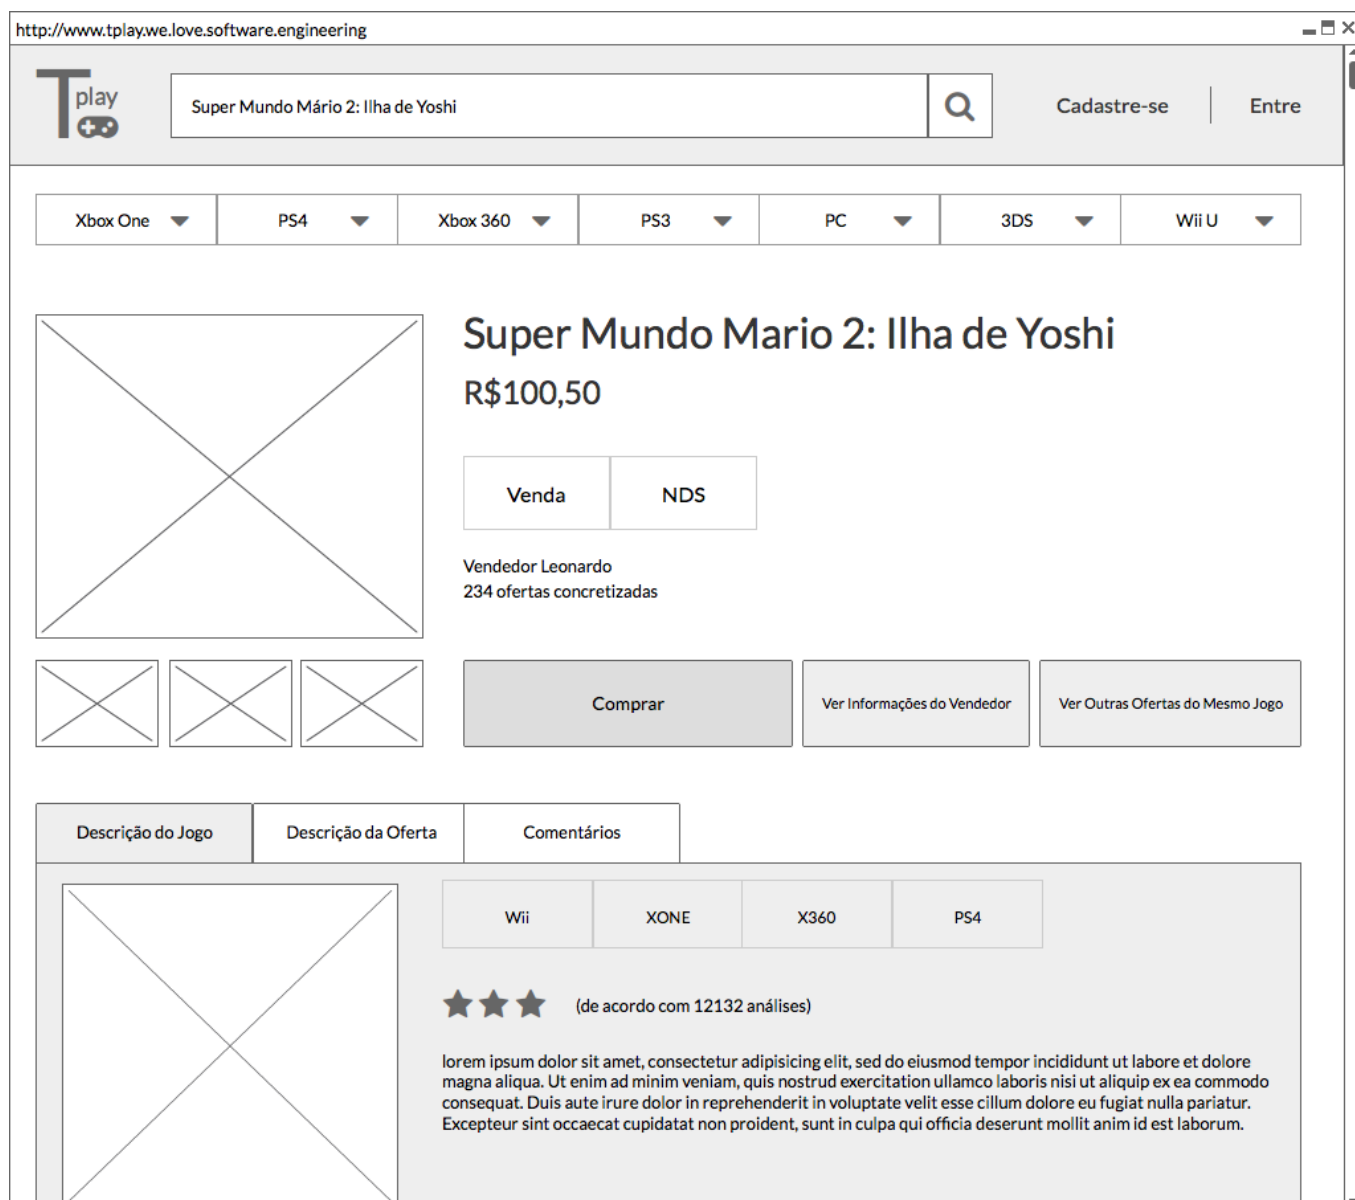 http://www.tplay.we.love.software.engineering
Tplay
Super Mundo Mário 2: Ilha de Yoshi
Cadastre-se
Entre
Xbox One
PS4
Xbox 360
PS3
PC
3DS
Wii U
Super Mundo Mario 2: Ilha de Yoshi
R$100,50
Venda
NDS
Vendedor Leonardo
234 ofertas concretizadas
Comprar
Ver Informações do Vendedor
Ver Outras Ofertas do Mesmo Jogo
Descrição do Jogo
Descrição da Oferta
Comentários
Wii
XONE
X360
PS4
(de acordo com 12132 análises)
lorem ipsum dolor sit amet, consectetur adipisicing elit, sed do eiusmod tempor incididunt ut labore et dolore
magna aliqua. Ut enim ad minim veniam, quis nostrud exercitation ullamco laboris nisi ut aliquip ex ea commodo
consequat. Duis aute irure dolor in reprehenderit in voluptate velit esse cillum dolore eu fugiat nulla pariatur.
Excepteur sint occaecat cupidatat non proident, sunt in culpa qui officia deserunt mollit anim id est laborum.